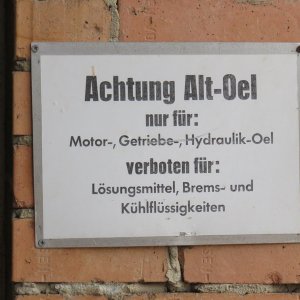 Achtung Alt-Oel
nur für:
Motor-, Getriebe-, Hydraulik-Oel
verboten für:
Lösungsmittel, Brems- und
Kühlflüssigkeiten